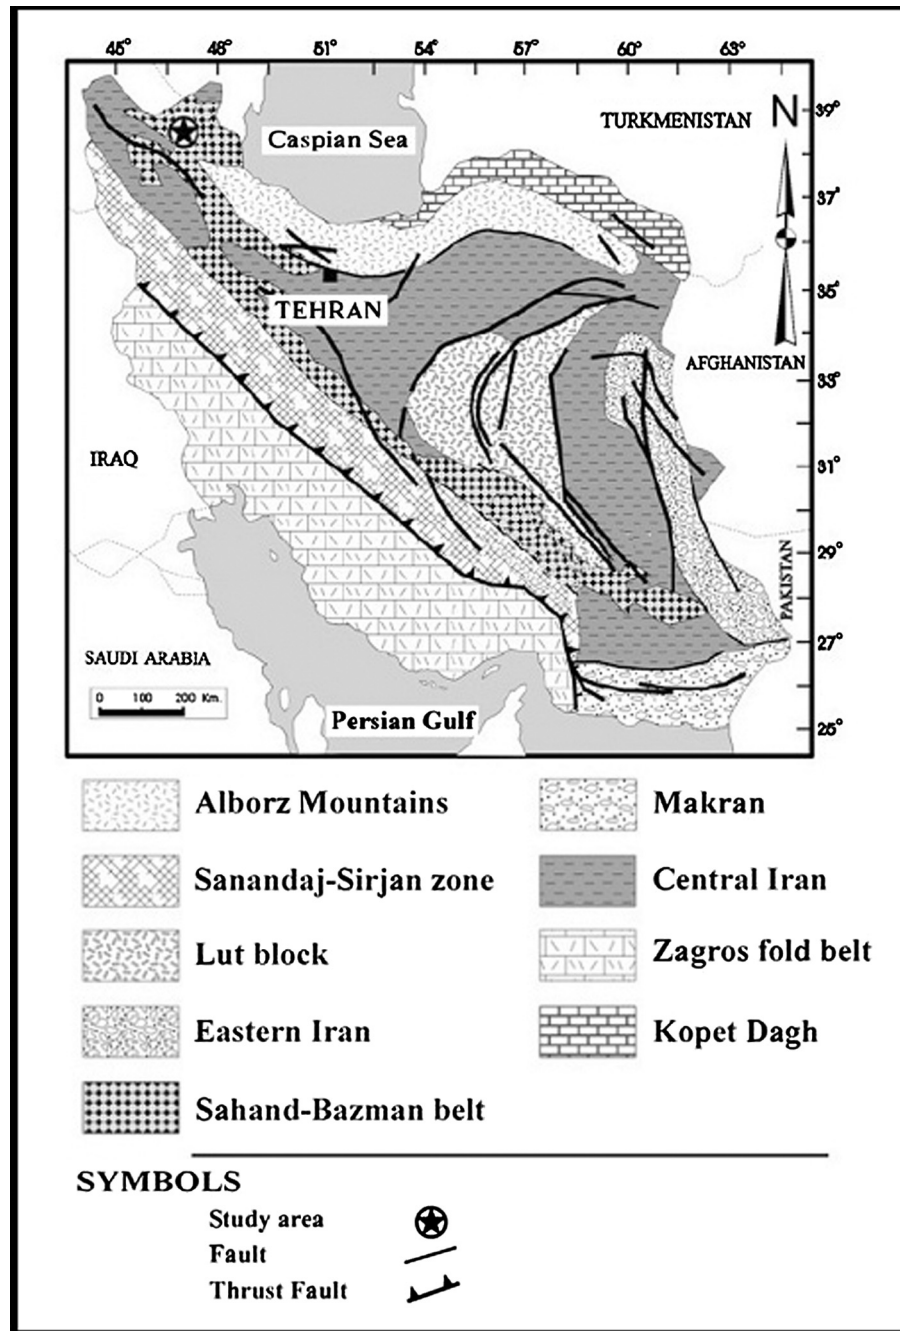 45° 48° 51° 54° 57° 60° 63°
N
39°
TURKMENISTAN
Caspian Sea
37°
35°
TEHRAN
AFGHANISTAN
33°
IRAQ
31°
29°
PAKISTAN
27°
SAUDI ARABIA
0 100 200 Km.
Persian Gulf
25°
Alborz Mountains
Makran
Sanandaj-Sirjan zone
Central Iran
Lut block
Zagros fold belt
Eastern Iran
Kopet Dagh
Sahand-Bazman belt
SYMBOLS
Study area
Fault
Thrust Fault